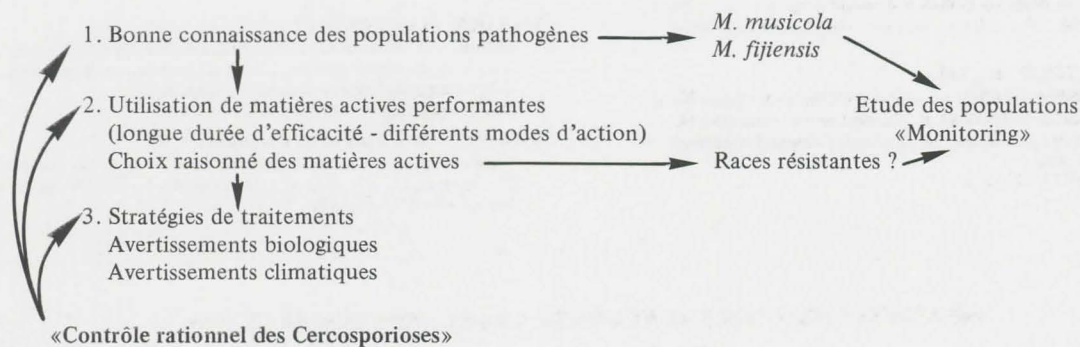 1. Bonne connaissance des populations pathogènes
M. musicola
M. fijiensis
2. Utilisation de matières actives performantes
(longue durée d'efficacité - différents modes d'action)
Choix raisonné des matières actives
Races résistantes ?
Etude des populations
«Monitoring»
3. Stratégies de traitements
Avertissements biologiques
Avertissements climatiques
«Contrôle rationnel des Cercosporioses»